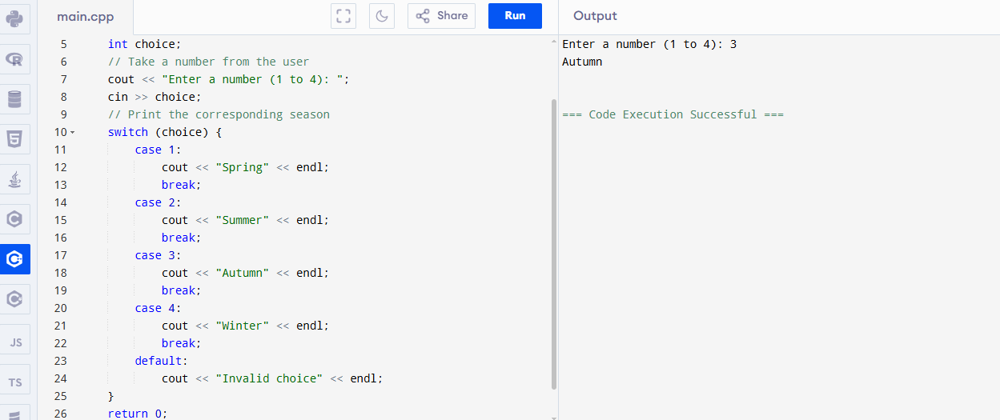 main.cpp
Share
Run
Output
5 int choice;
6 // Take a number from the user
7 cout << "Enter a number (1 to 4): ";
8 cin >> choice;
9 // Print the corresponding season
10 switch (choice) {
11 case 1:
12 cout << "Spring" << endl;
13 break;
14 case 2:
15 cout << "Summer" << endl;
16 break;
17 case 3:
18 cout << "Autumn" << endl;
19 break;
20 case 4:
21 cout << "Winter" << endl;
22 break;
23 default:
24 cout << "Invalid choice" << endl;
25 }
26 return 0;
Enter a number (1 to 4): 3
Autumn
=== Code Execution Successful ===
R
5
C
C
C
JS
TS